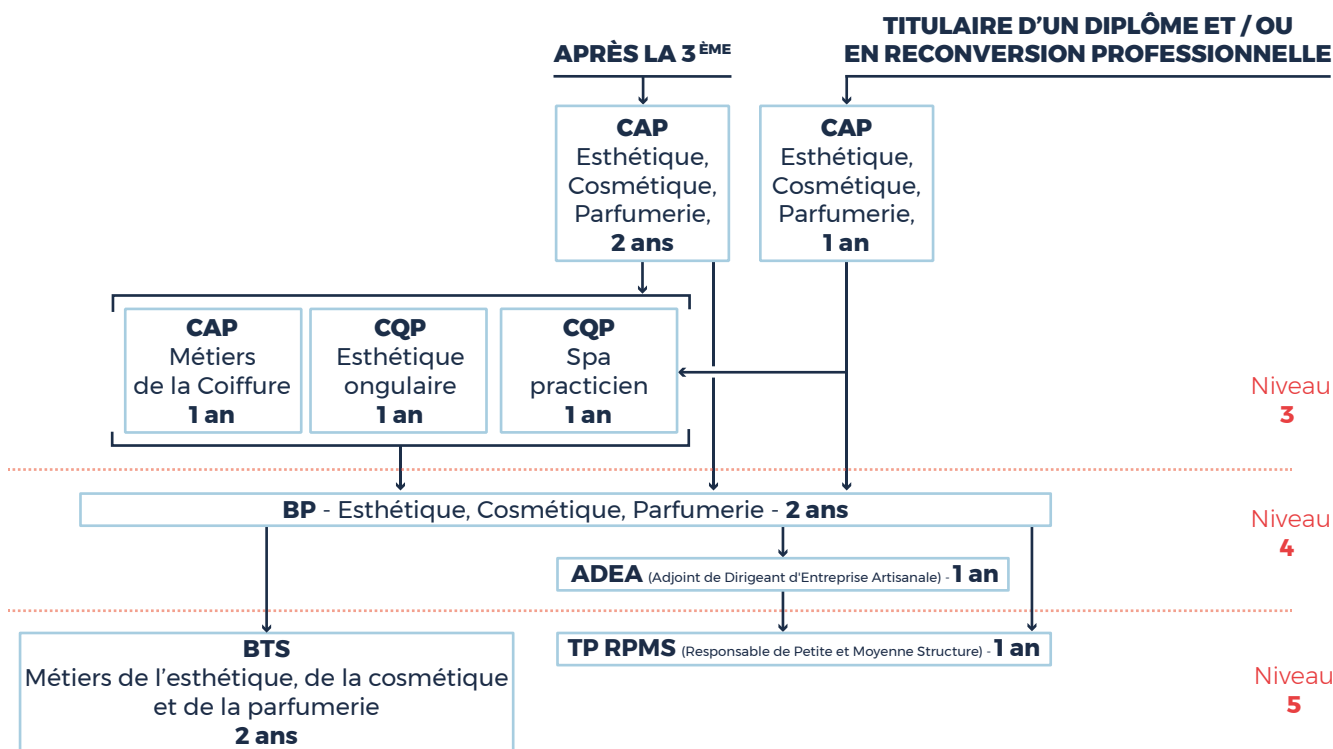 TITULAIRE D’UN DIPLÔME ET / OU
EN RECONVERSION PROFESSIONNELLE
APRÈS LA 3ÈME
CAP
Esthétique,
Cosmétique,
Parfumerie,
2 ans
CAP
Esthétique,
Cosmétique,
Parfumerie,
1 an
CAP
Métiers
de la Coiffure
1 an
CQP
Esthétique
ongulaire
1 an
CQP
Spa
practicien
1 an
Niveau
3
BP - Esthétique, Cosmétique, Parfumerie - 2 ans
Niveau
4
ADEA (Adjoint de Dirigeant d'Entreprise Artisanale) - 1 an
BTS
Métiers de l’esthétique, de la cosmétique
et de la parfumerie
2 ans
TP RPMS (Responsable de Petite et Moyenne Structure) - 1 an
Niveau
5